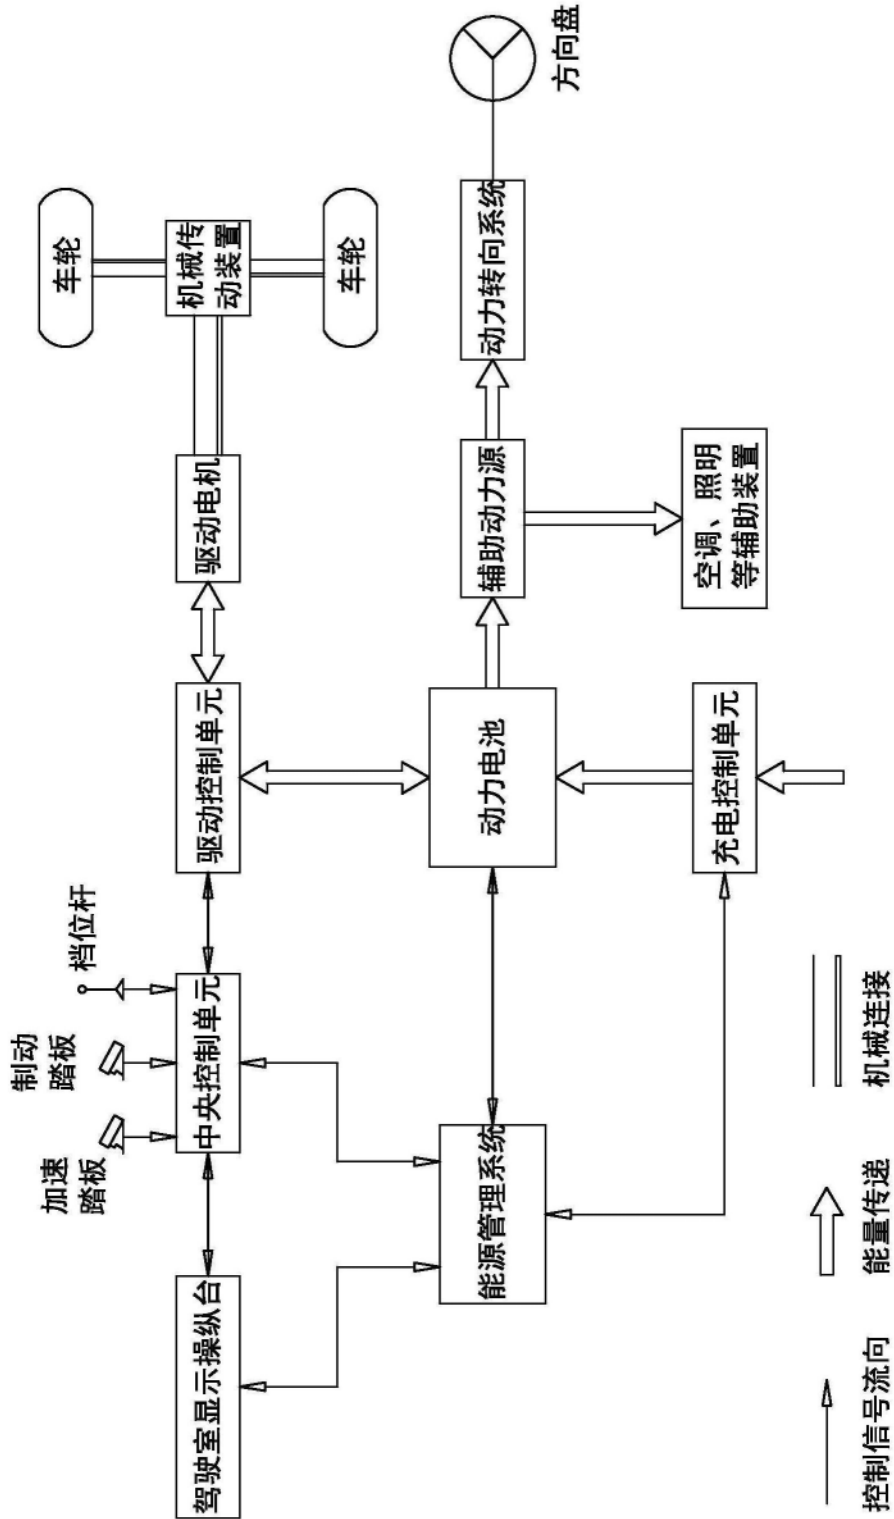 加速
踏板
制动
踏板
档位杆
驾驶室显示操纵台
中央控制单元
驱动控制单元
驱动电机
机械传
动装置
车轮
车轮
能源管理系统
动力电池
辅助动力源
动力转向系统
方向盘
充电控制单元
空调、照明
等辅助装置
控制信号流向
能量传递
机械连接